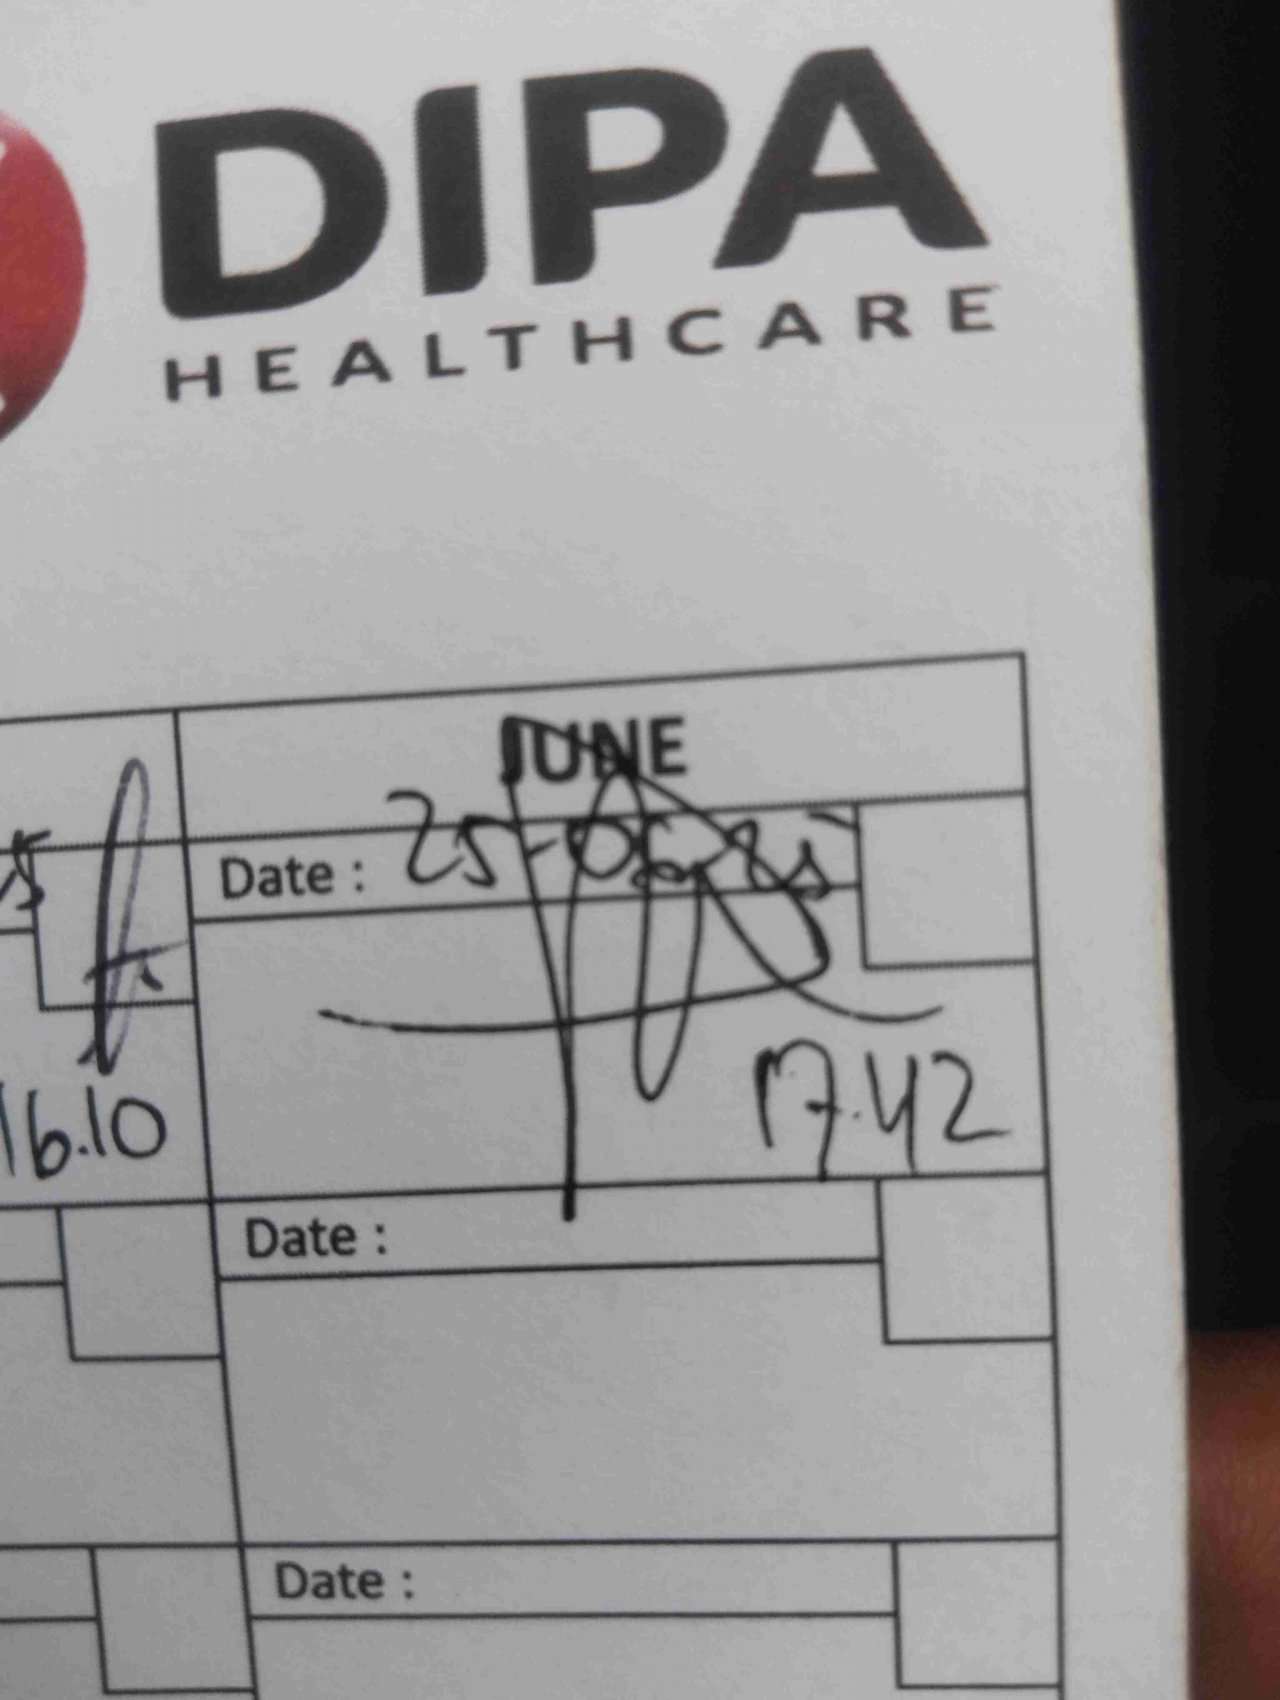 DIPA
HEALTHCARE
JUNE
Date : 25-06-25
16.10
17.42
Date :
Date :